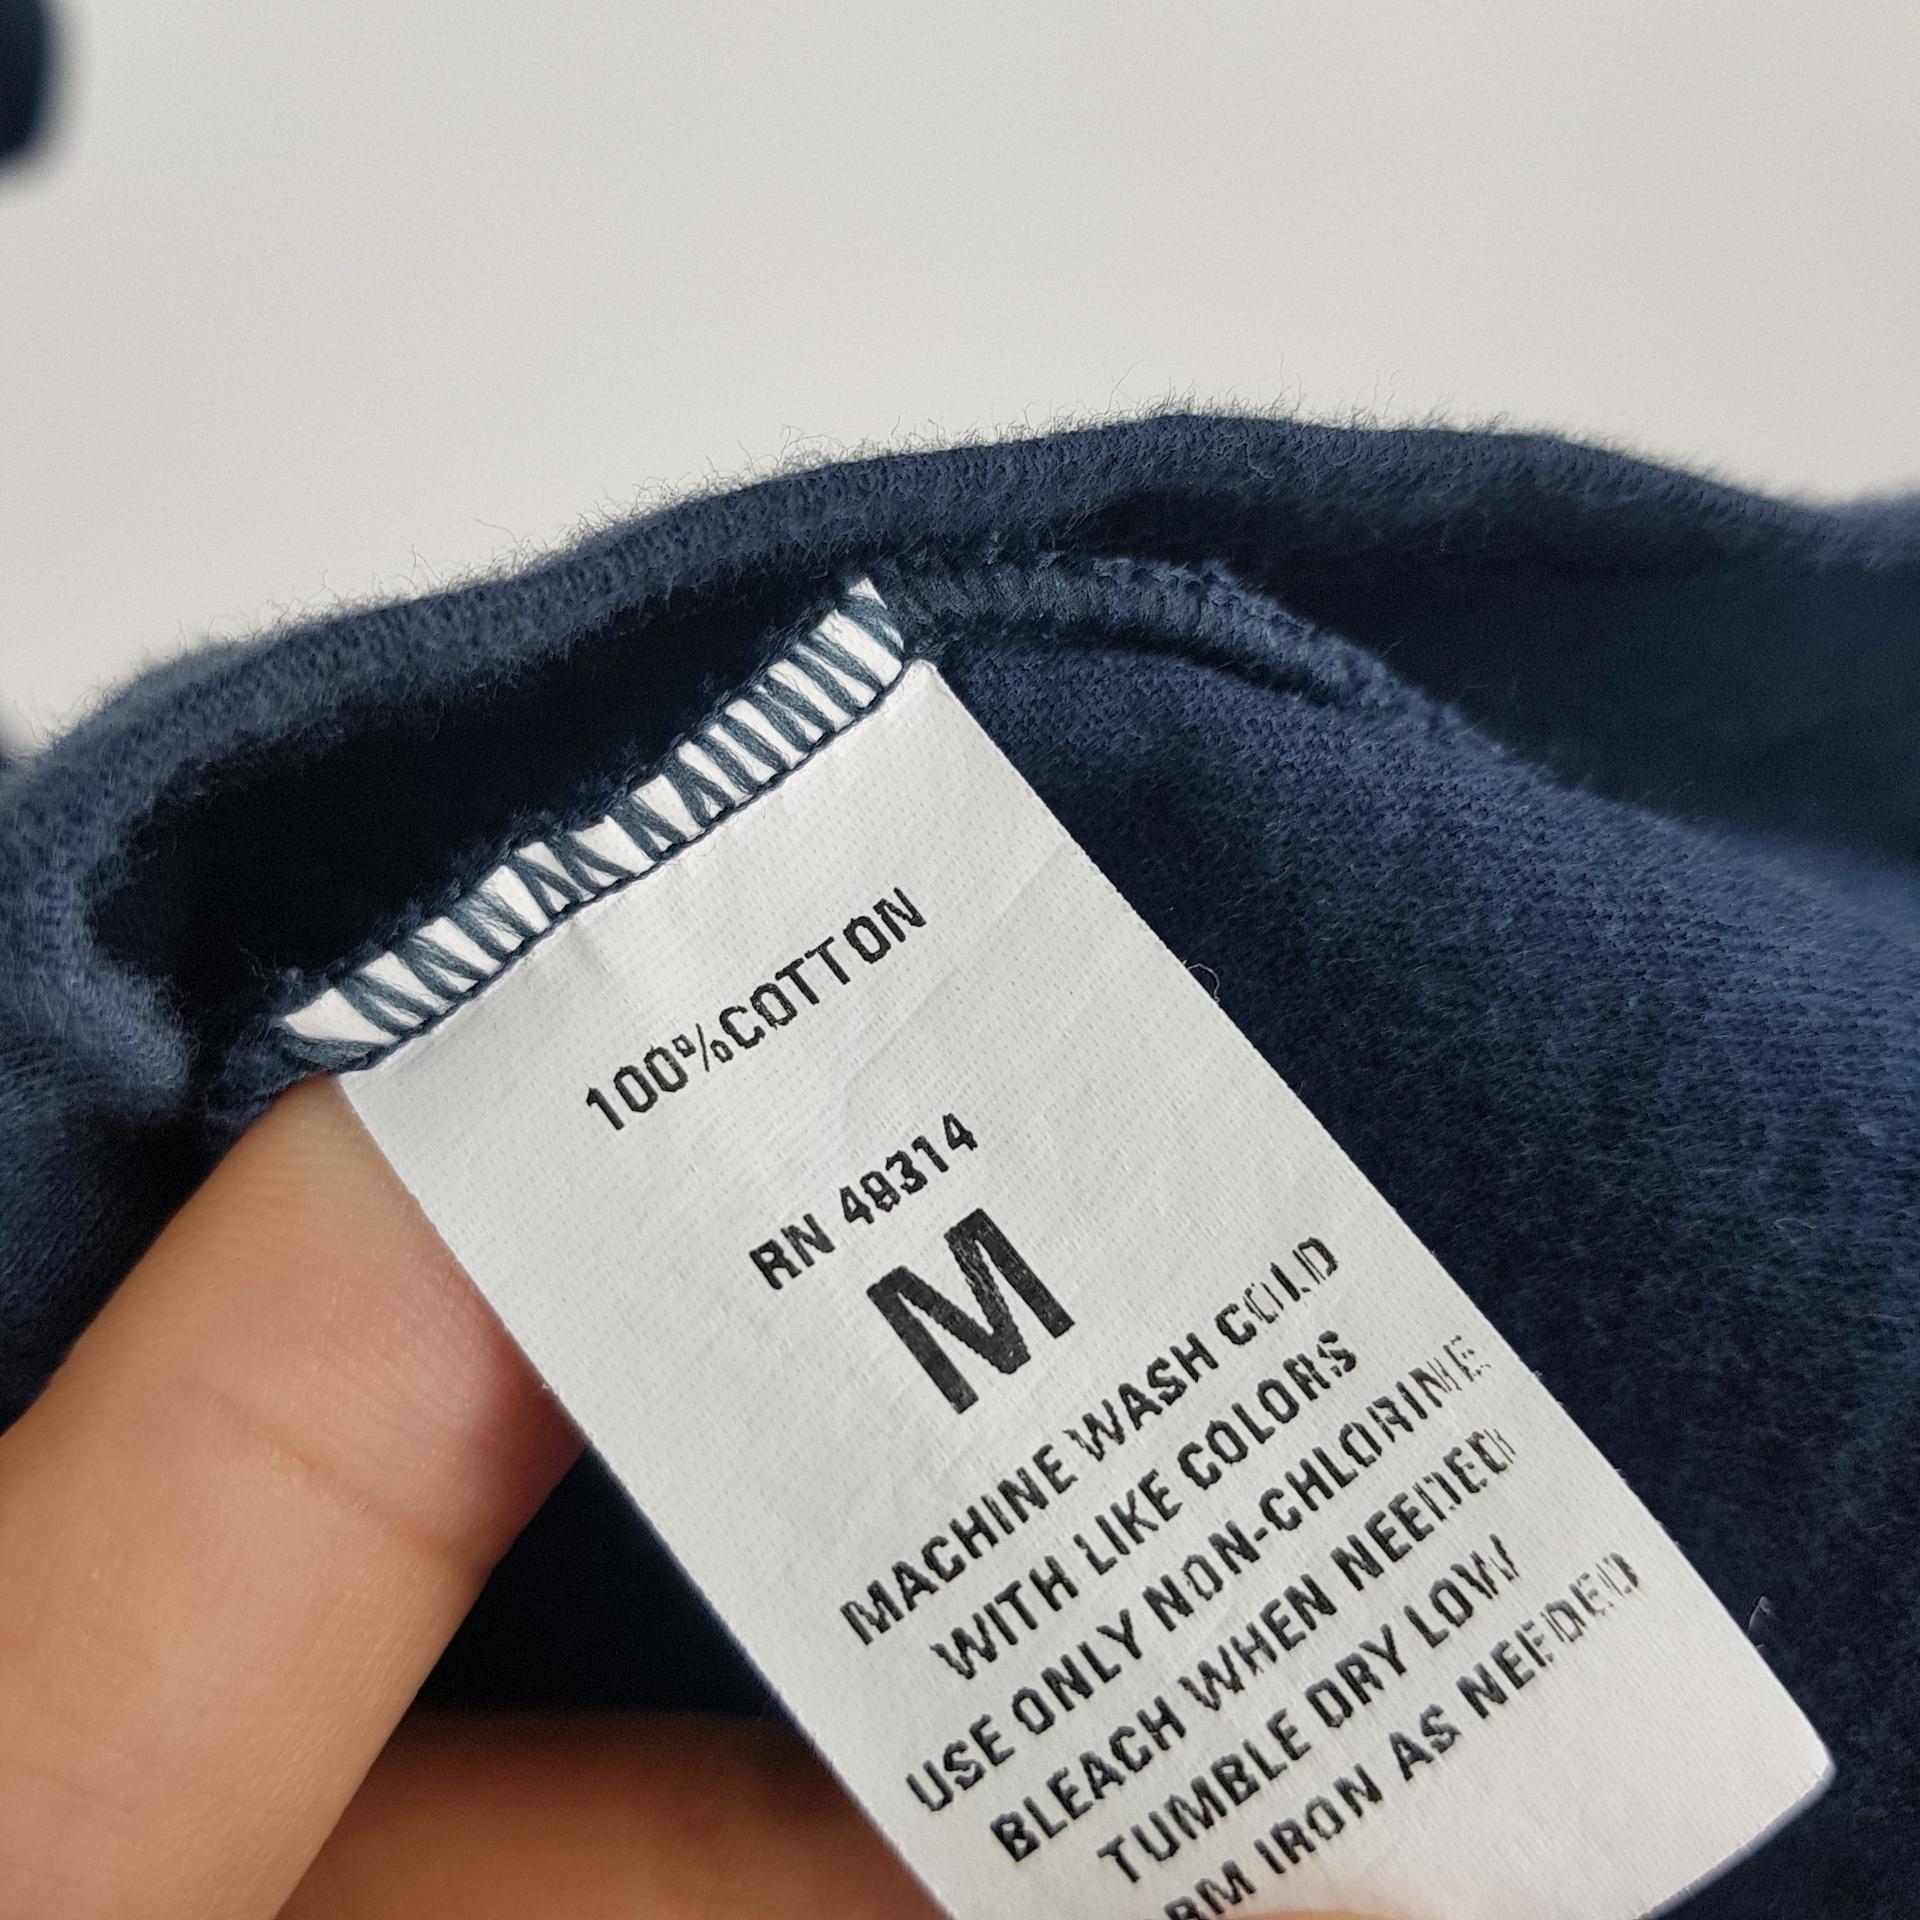 100%COTTON
RN 48314
M
MACHINE WASH COLD
WITH LIKE COLORS
USE ONLY NON-CHLORINE
BLEACH WHEN NEEDED
TUMBLE DRY LOW
IRON AS NEEDED